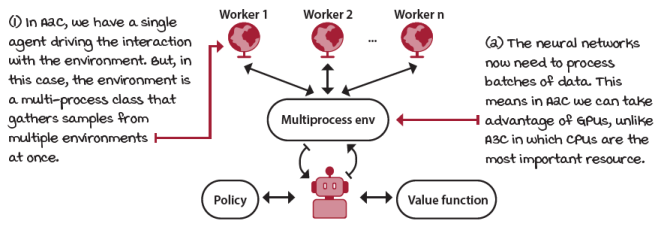 (1) In A2C, we have a single
agent driving the interaction
with the environment. But, in
this case, the environment is
a multi-process class that
gathers samples from
multiple environments
at once.
Worker 1
Worker 2
...
Worker n
(2) The neural networks
now need to process
batches of data. This
means in A2C we can take
advantage of GPUs, unlike
A3C in which CPUs are the
most important resource.
Multiprocess env
Policy
Value function